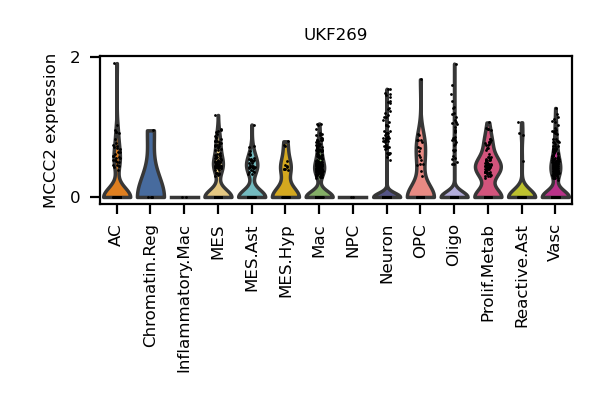 UKF269
MCCC2 expression
2
0
AC
Chromatin.Reg
Inflammatory.Mac
MES
MES.Ast
MES.Hyp
Mac
NPC
Neuron
OPC
Oligo
Prolif.Metab
Reactive.Ast
Vasc